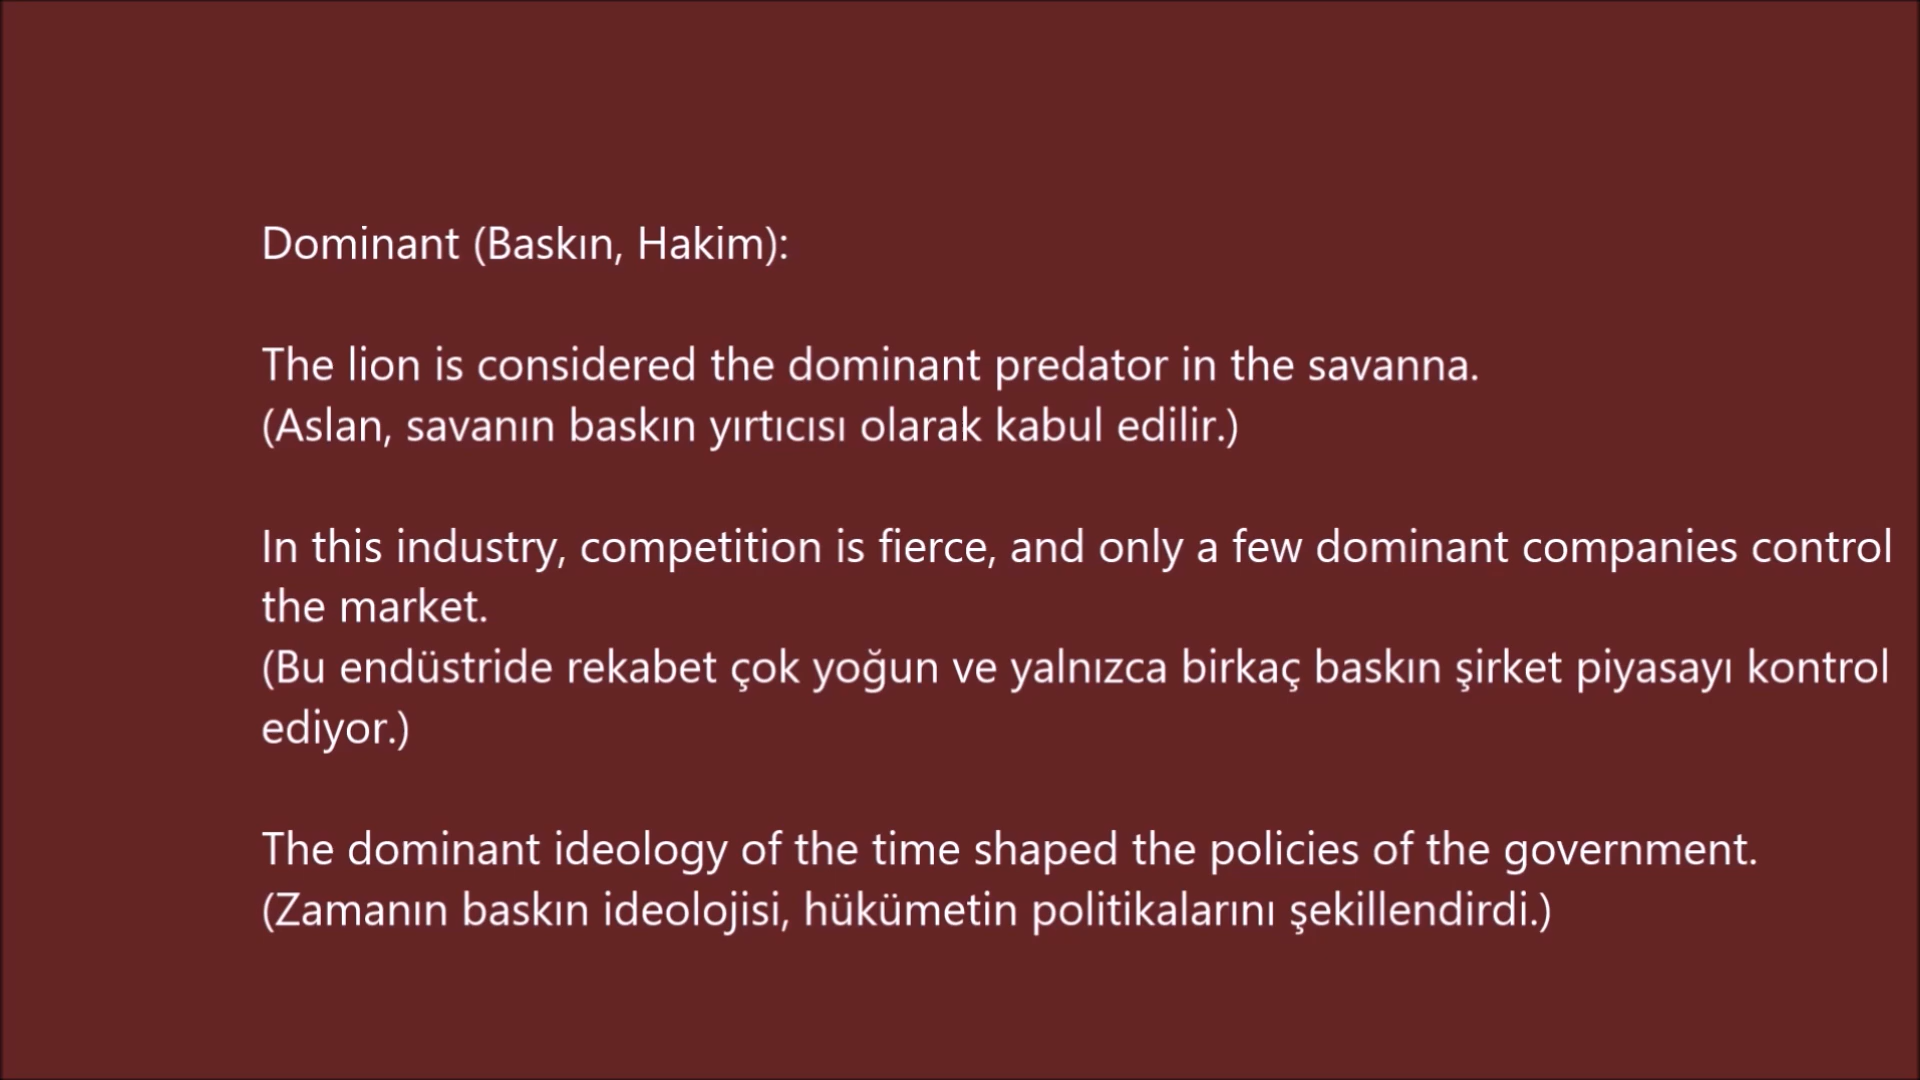 Dominant (Baskın, Hakim):
The lion is considered the dominant predator in the savanna.
(Aslan, savanın baskın yırtıcısı olarak kabul edilir.)
In this industry, competition is fierce, and only a few dominant companies control
the market.
(Bu endüstride rekabet çok yoğun ve yalnızca birkaç baskın şirket piyasayı kontrol
ediyor.)
The dominant ideology of the time shaped the policies of the government.
(Zamanın baskın ideolojisi, hükümetin politikalarını şekillendirdi.)